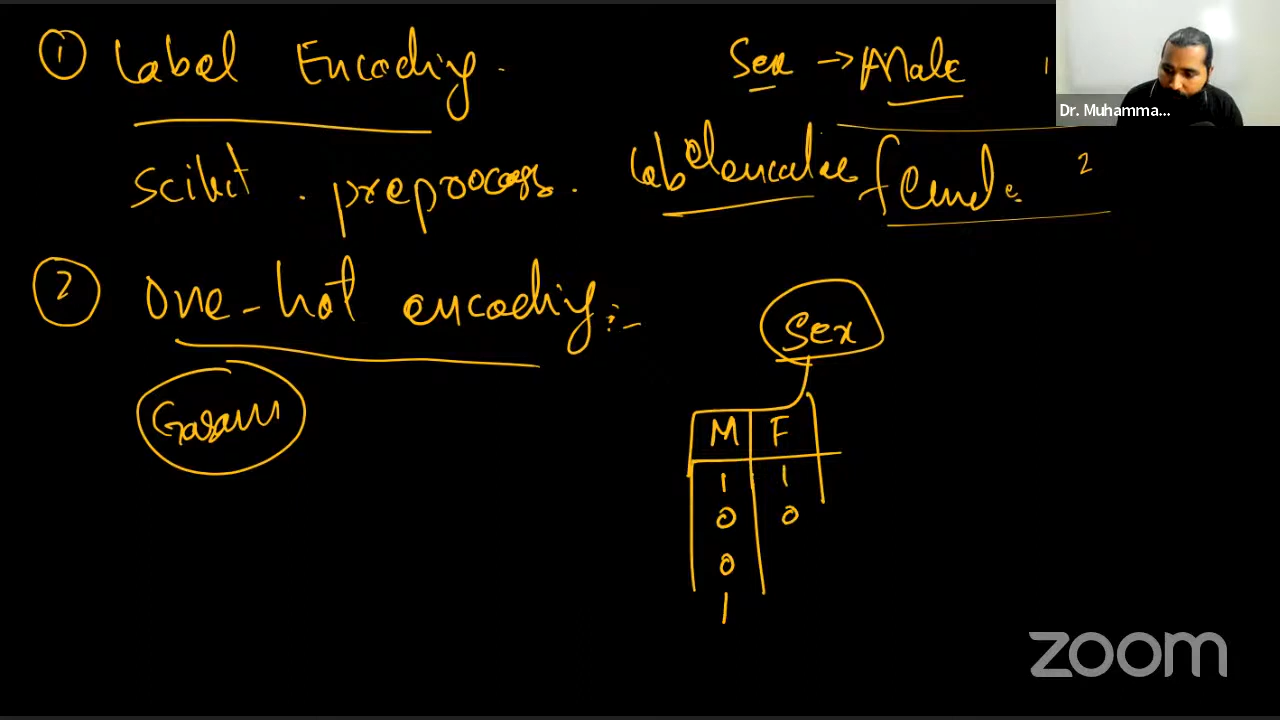 ① Label Encoding.
Sex → Male 1
Dr. Muhamma...
Scikit . preprocess. labelencoder Female 2
② One-hot encoding :-
Sex
Garam
M F
1 1
0 0
0
1
zoom